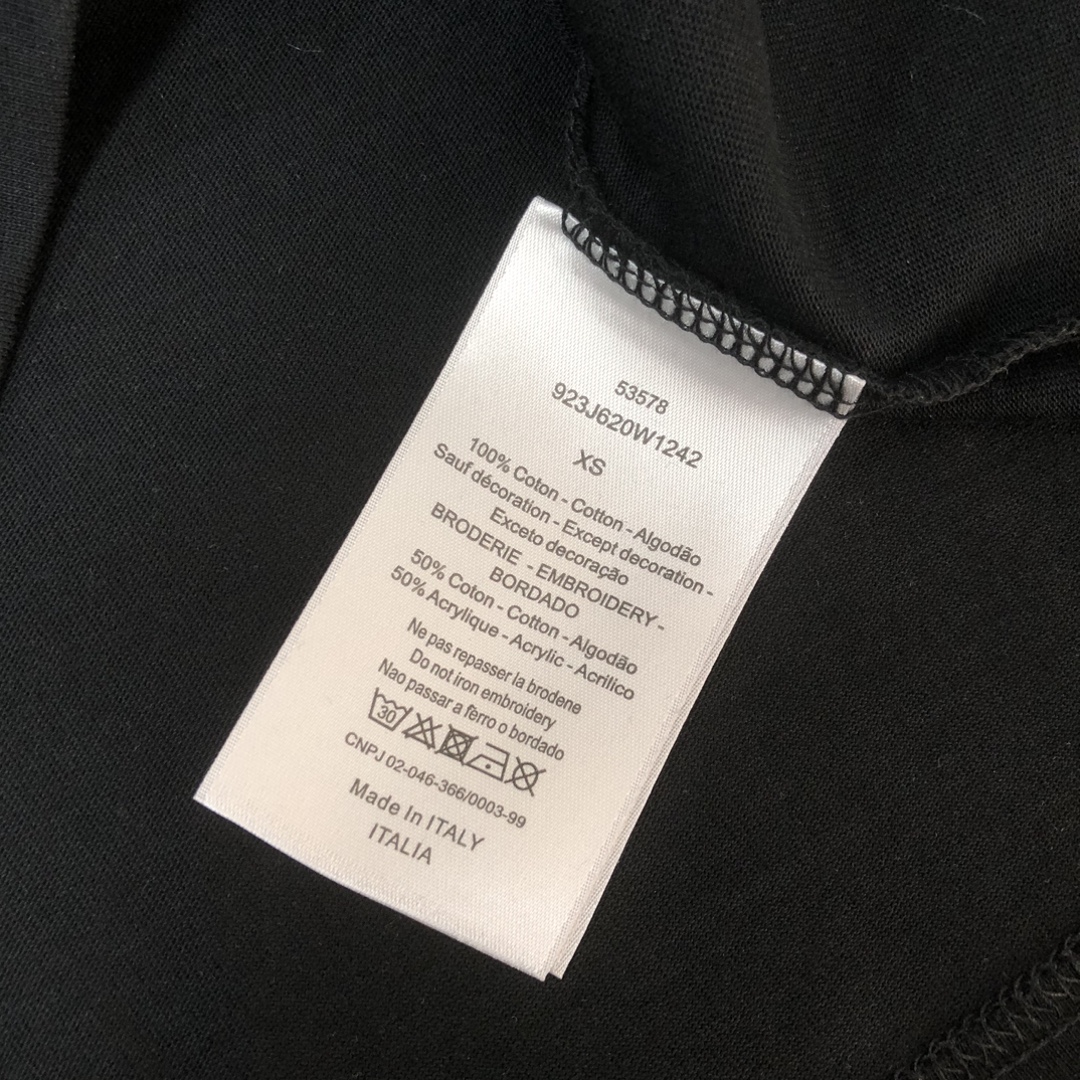 53578
923J620W1242
XS
100% Coton - Cotton - Algodão
Sauf décoration - Except decoration -
Exceto decoração
BRODERIE - EMBROIDERY -
BORDADO
50% Coton - Cotton - Algodão
50% Acrylique - Acrylic - Acrílico
Ne pas repasser la brodene
Do not iron embroidery
Nao passar a ferro o bordado
30
CNPJ 02-046-366/0003-99
Made In ITALY
ITALIA